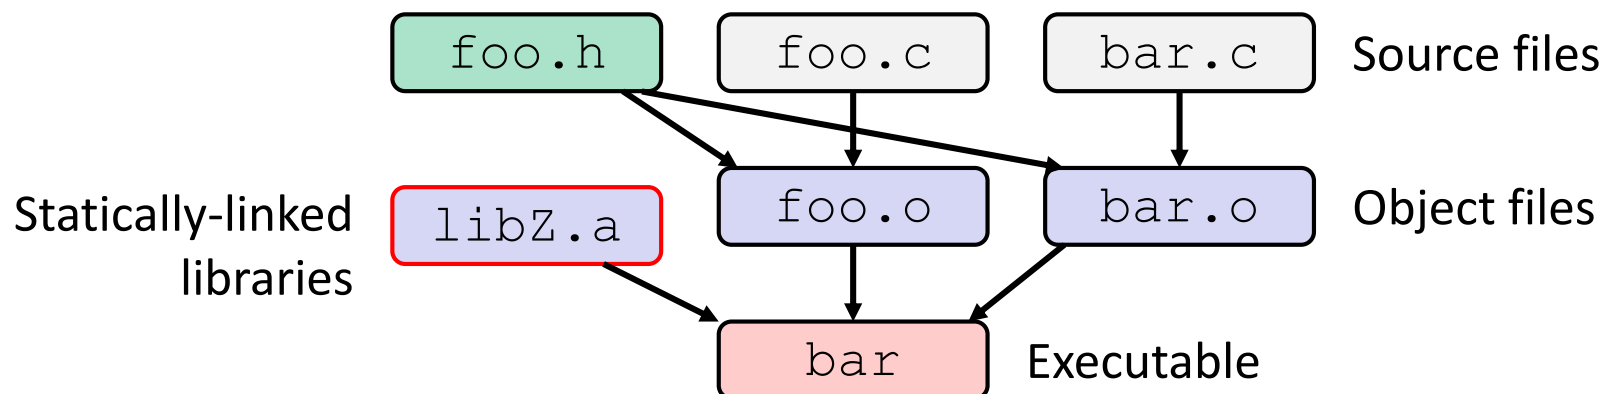 foo.h foo.c bar.c Source files
Statically-linked
libraries
libZ.a foo.o bar.o Object files
bar Executable